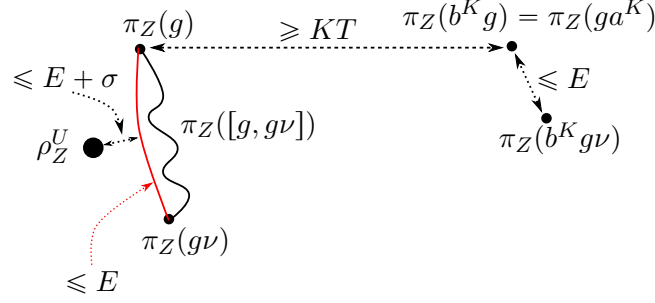 π_Z(g)
⩾ KT
π_Z(b^K g) = π_Z(ga^K)
⩽ E + σ
⩽ E
π_Z([g, gν])
ρ_Z^U
π_Z(b^K gν)
π_Z(gν)
⩽ E